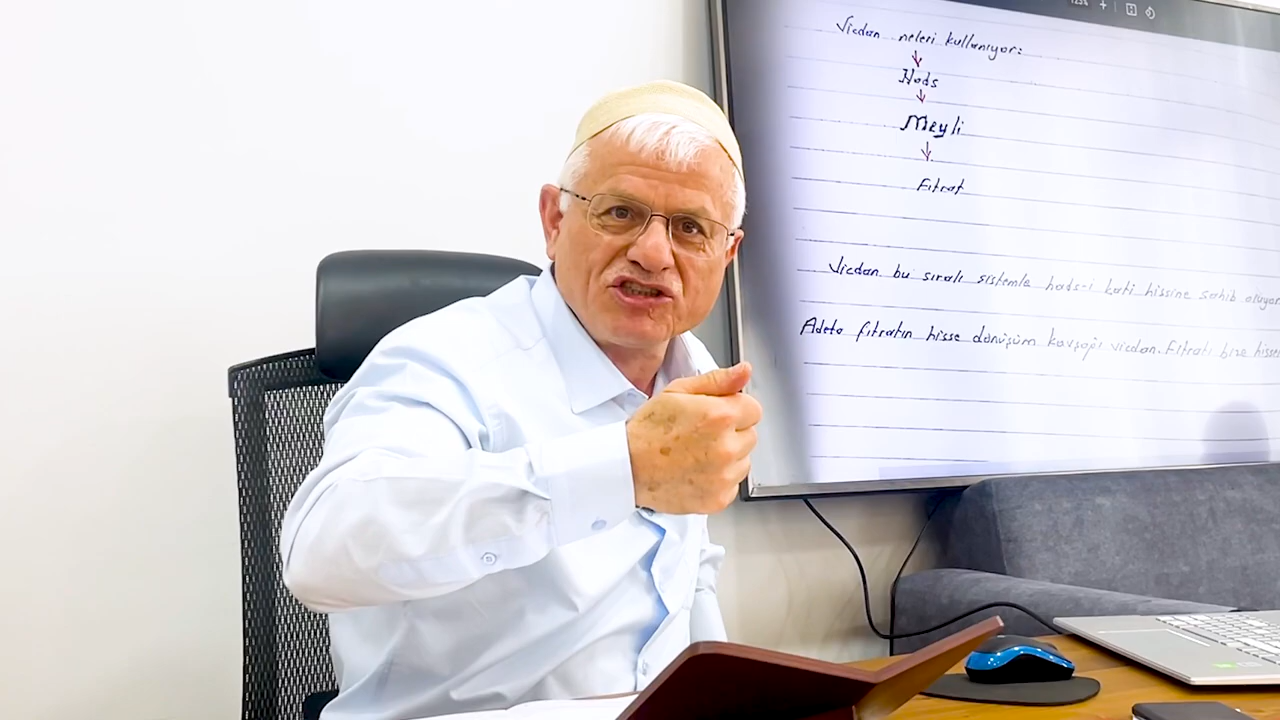 125%
Vicdan neleri kullanıyor:
Hads
Meyli
Fıtrat
Vicdan bu sıralı sistemle hads-i kati hissine sahib oluyor
Adeta fıtratın hisse dönüşüm kavşağı vicdan. Fıtratı bize